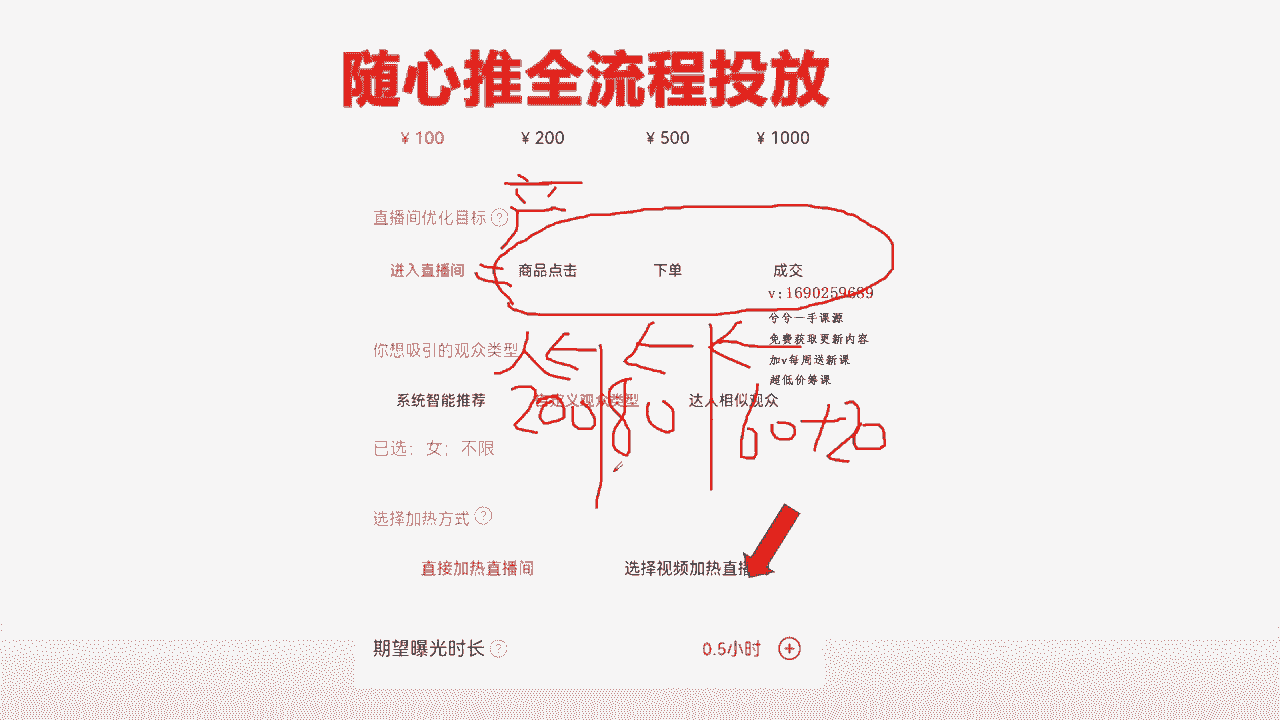 随心推全流程投放
¥ 100 ¥ 200 ¥ 500 ¥ 1000
直播间优化目标 ?
进入直播间 商品点击 下单 成交
v:1690259689
兮兮一手课源
免费获取更新内容
加v每周送新课
超低价筹课
你想吸引的观众类型
系统智能推荐 自定义观众类型 达人相似观众
200 80 60+20
已选：女；不限
选择加热方式 ?
直接加热直播间 选择视频加热直播
期望曝光时长 ? 0.5小时 +